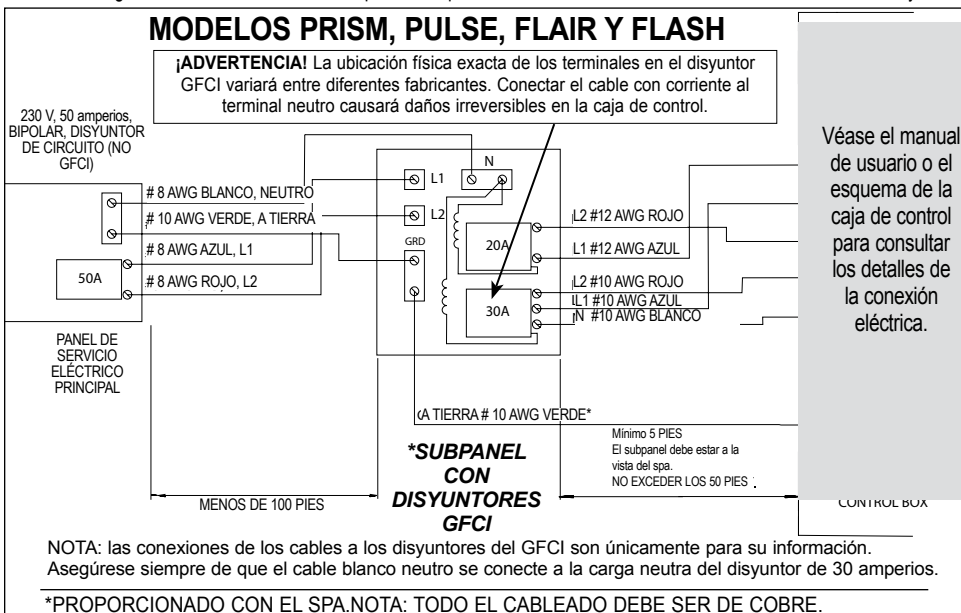 MODELOS PRISM, PULSE, FLAIR Y FLASH
¡ADVERTENCIA! La ubicación física exacta de los terminales en el disyuntor
GFCI variará entre diferentes fabricantes. Conectar el cable con corriente al
terminal neutro causará daños irreversibles en la caja de control.
230 V, 50 amperios,
BIPOLAR, DISYUNTOR
DE CIRCUITO (NO
GFCI)
# 8 AWG BLANCO, NEUTRO
# 10 AWG VERDE, A TIERRA
# 8 AWG AZUL, L1
# 8 AWG ROJO, L2
50A
PANEL DE
SERVICIO
ELÉCTRICO
PRINCIPAL
N
L1
L2
GRD
20A
30A
L2 #12 AWG ROJO
L1 #12 AWG AZUL
L2 #10 AWG ROJO
L1 #10 AWG AZUL
N #10 AWG BLANCO
A TIERRA # 10 AWG VERDE*
Véase el manual
de usuario o el
esquema de la
caja de control
para consultar
los detalles de
la conexión
eléctrica.
CONTROL BOX
*SUBPANEL
CON
DISYUNTORES
GFCI
Mínimo 5 PIES
El subpanel debe estar a la
vista del spa.
NO EXCEDER LOS 50 PIES .
MENOS DE 100 PIES
NOTA: las conexiones de los cables a los disyuntores del GFCI son únicamente para su información.
Asegúrese siempre de que el cable blanco neutro se conecte a la carga neutra del disyuntor de 30 amperios.
*PROPORCIONADO CON EL SPA.NOTA: TODO EL CABLEADO DEBE SER DE COBRE.